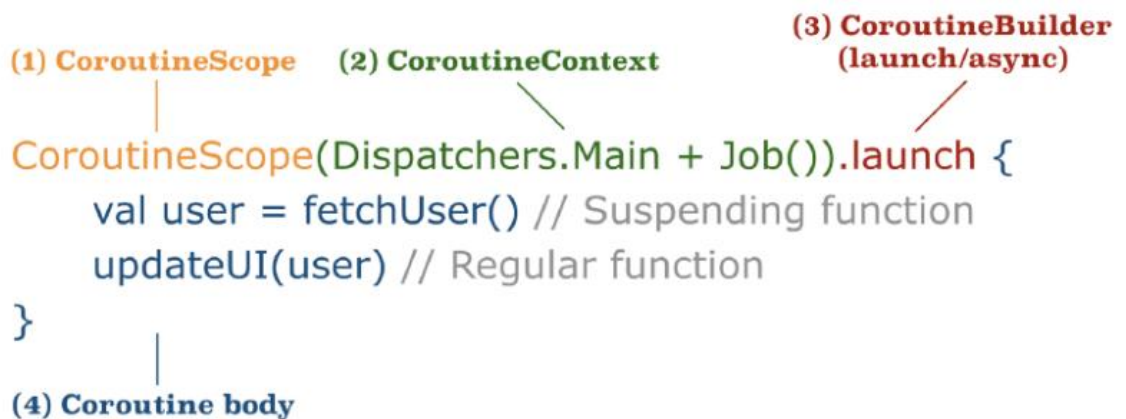 (3) CoroutineBuilder
(launch/async)
(1) CoroutineScope (2) CoroutineContext
CoroutineScope(Dispatchers.Main + Job()).launch {
val user = fetchUser() // Suspending function
updateUI(user) // Regular function
}
(4) Coroutine body